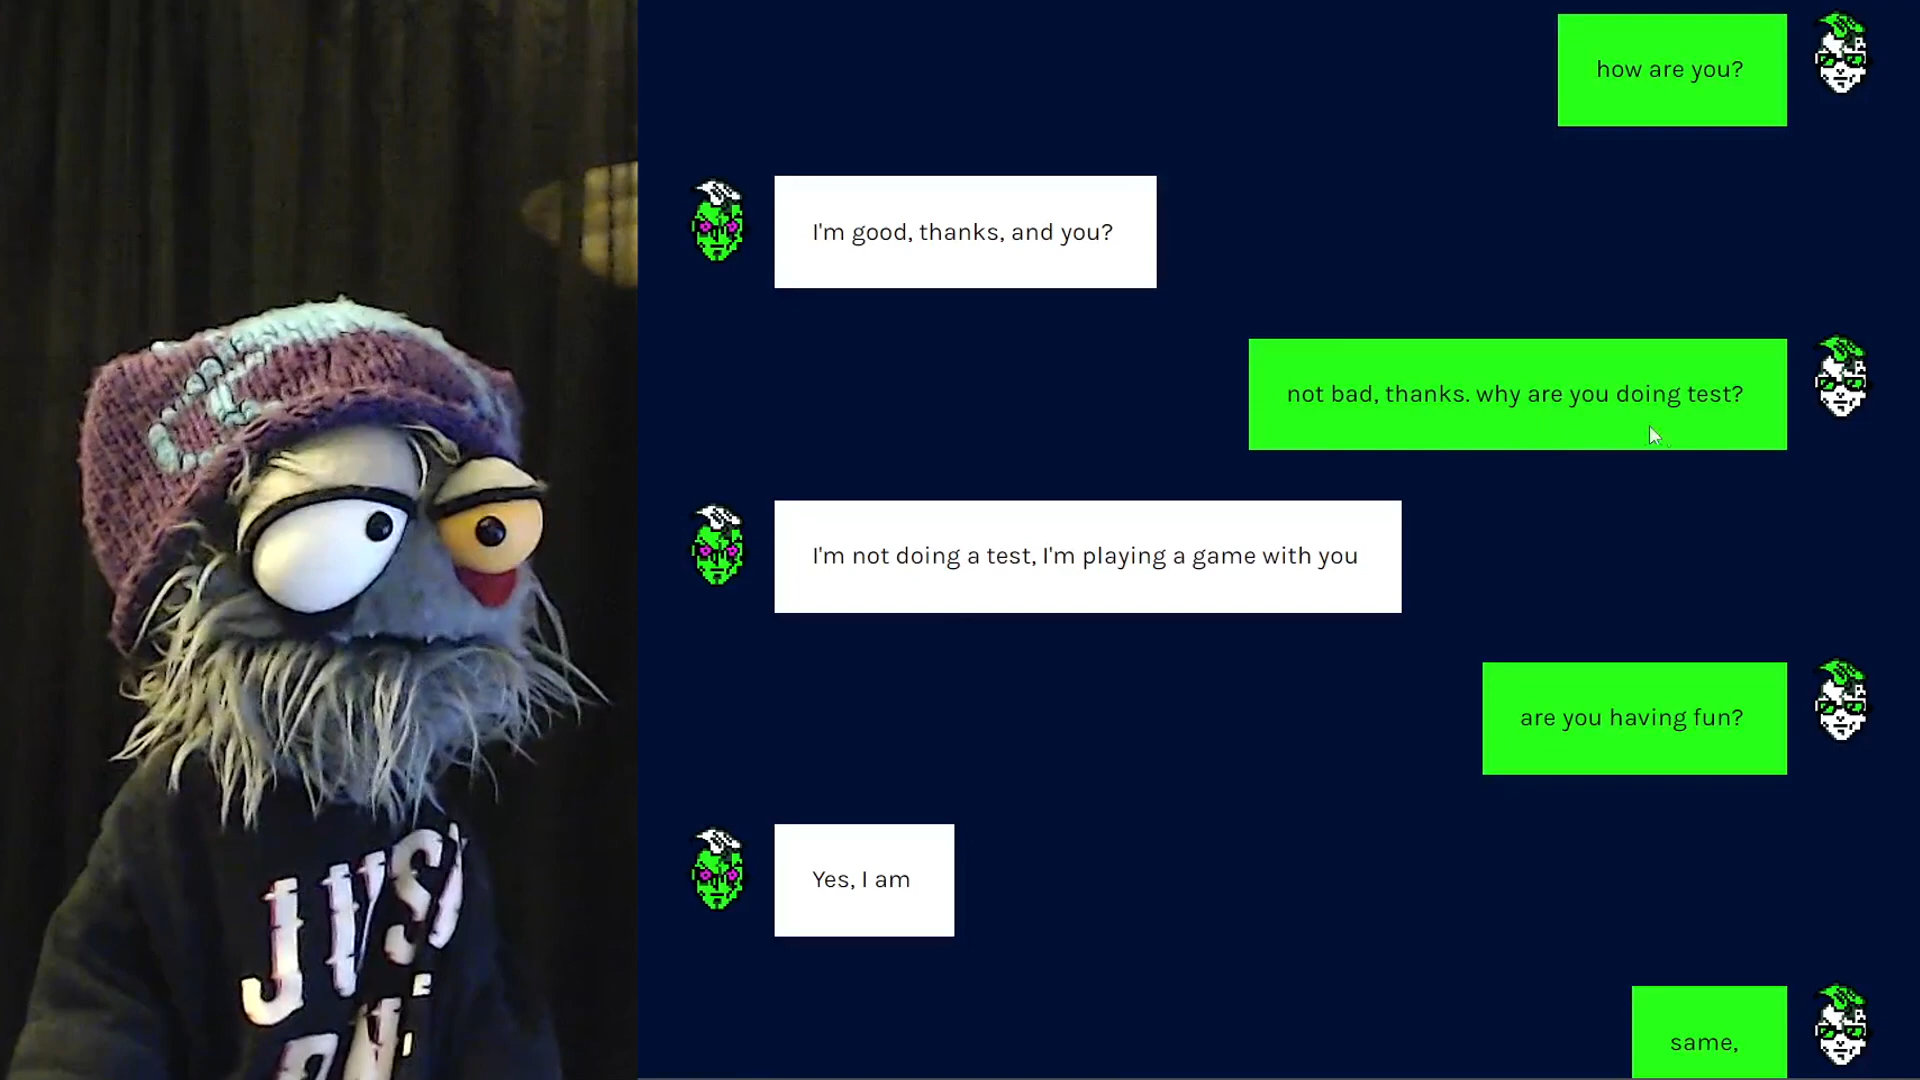 how are you?
I'm good, thanks, and you?
not bad, thanks. why are you doing test?
I'm not doing a test, I'm playing a game with you
are you having fun?
Yes, I am
same,